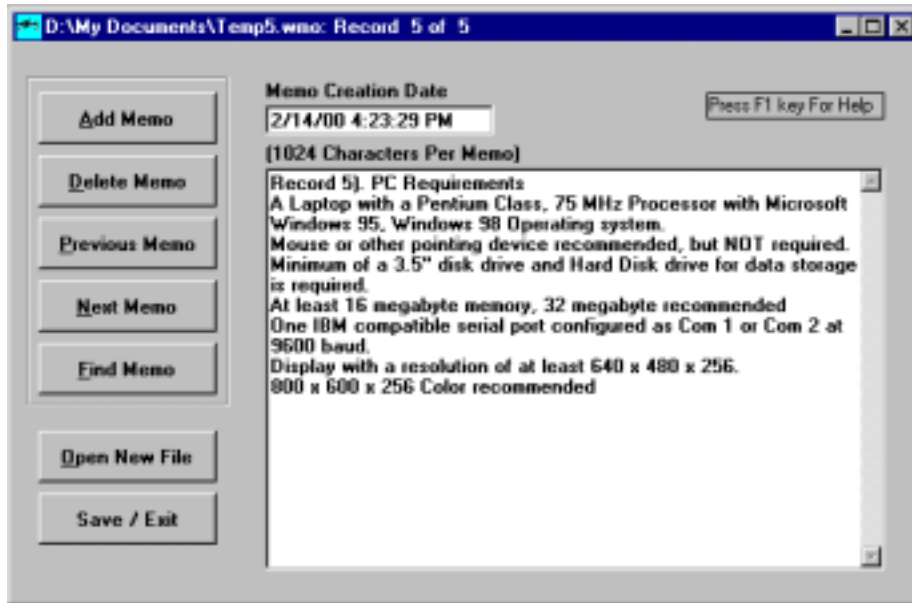 D:\My Documents\Temp5.wmo: Record 5 of 5
Memo Creation Date
2/14/00 4:23:29 PM
Press F1 key For Help
(1024 Characters Per Memo)
Add Memo
Delete Memo
Previous Memo
Next Memo
Find Memo
Open New File
Save / Exit
Record 5). PC Requirements
A Laptop with a Pentium Class, 75 MHz Processor with Microsoft
Windows 95, Windows 98 Operating system.
Mouse or other pointing device recommended, but NOT required.
Minimum of a 3.5" disk drive and Hard Disk drive for data storage
is required.
At least 16 megabyte memory, 32 megabyte recommended
One IBM compatible serial port configured as Com 1 or Com 2 at
9600 baud.
Display with a resolution of at least 640 x 480 x 256.
800 x 600 x 256 Color recommended